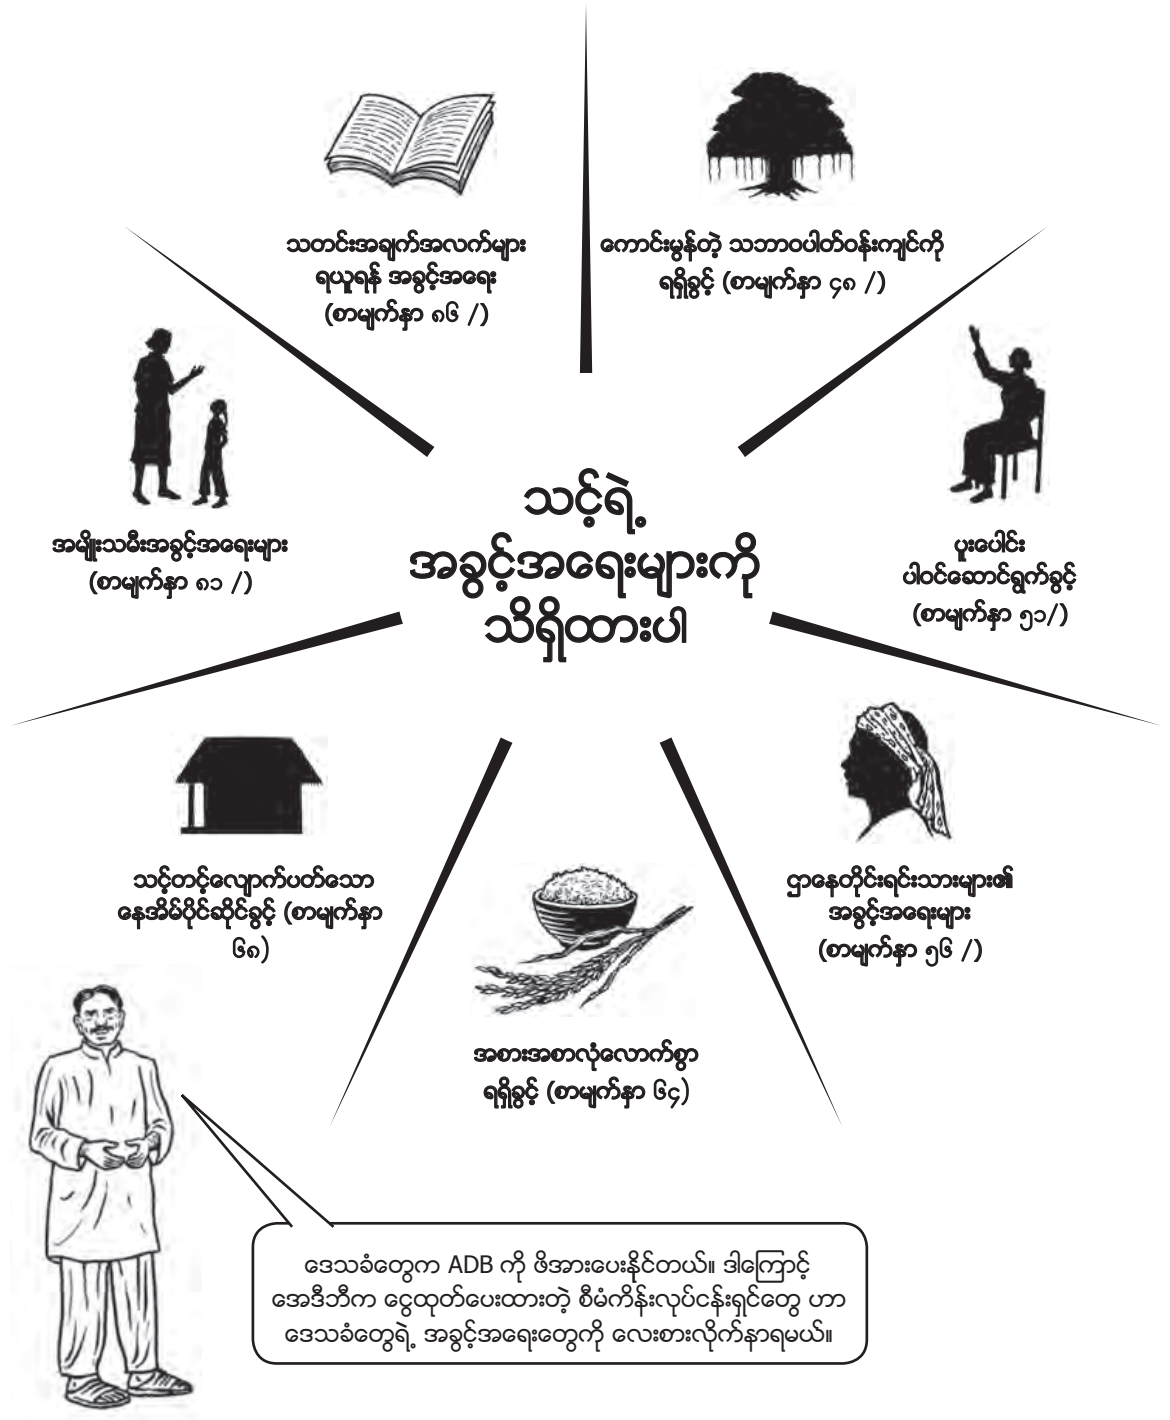 သတင်းအချက်အလက်များ
ရယူရန် အခွင့်အရေး
(စာမျက်နှာ ၈၆ /)
ကောင်းမွန်တဲ့ သဘာဝပါတ်ဝန်းကျင်ကို
ရရှိခွင့် (စာမျက်နှာ ၄၈ /)
အမျိုးသမီးအခွင့်အရေးများ
(စာမျက်နှာ ၈၁ /)
သင့်ရဲ့
အခွင့်အရေးများကို
သိရှိထားပါ
ပူးပေါင်း
ပါဝင်ဆောင်ရွက်ခွင့်
(စာမျက်နှာ ၅၁/)
သင့်တင့်လျောက်ပတ်သော
နေအိမ်ပိုင်ဆိုင်ခွင့် (စာမျက်နှာ
၆၈)
ဌာနေတိုင်းရင်းသားများ၏
အခွင့်အရေးများ
(စာမျက်နှာ ၅၆ /)
အစားအစာလုံလောက်စွာ
ရရှိခွင့် (စာမျက်နှာ ၆၄)
ဒေသခံတွေက ADB ကို ဖိအားပေးနိုင်တယ်။ ဒါကြောင့်
အေဒီဘီက ငွေထုတ်ပေးထားတဲ့ စီမံကိန်းလုပ်ငန်းရှင်တွေ ဟာ
ဒေသခံတွေရဲ့ အခွင့်အရေးတွေကို လေးစားလိုက်နာရမယ်။